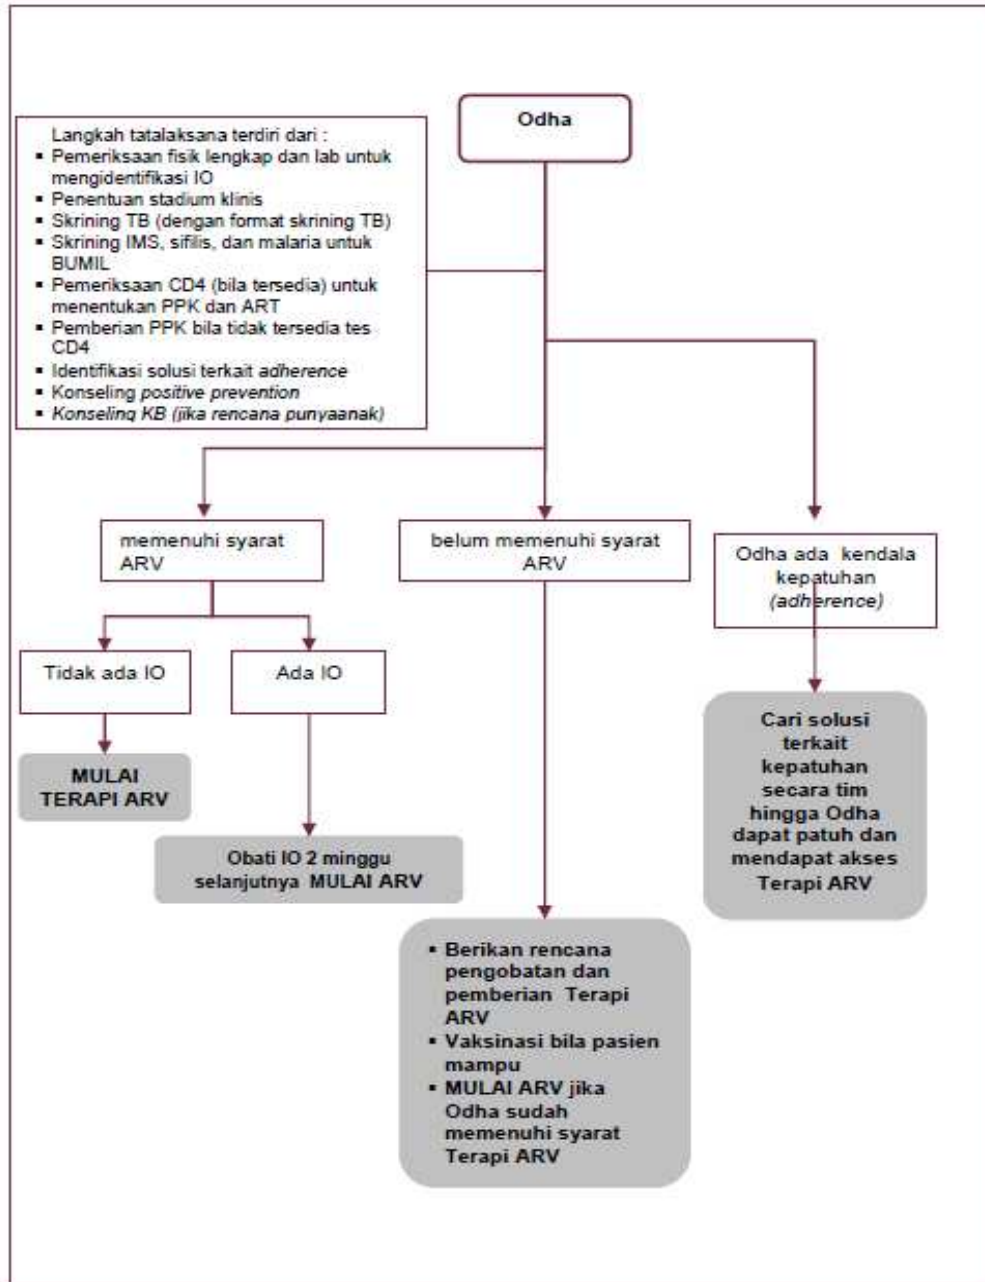 Odha
Langkah tatalaksana terdiri dari :
▪ Pemeriksaan fisik lengkap dan lab untuk
mengidentifikasi IO
▪ Penentuan stadium klinis
▪ Skrining TB (dengan format skrining TB)
▪ Skrining IMS, sifilis, dan malaria untuk
BUMIL
▪ Pemeriksaan CD4 (bila tersedia) untuk
menentukan PPK dan ART
▪ Pemberian PPK bila tidak tersedia tes
CD4
▪ Identifikasi solusi terkait adherence
▪ Konseling positive prevention
▪ Konseling KB (jika rencana punyaanak)
memenuhi syarat
ARV
belum memenuhi syarat
ARV
Odha ada kendala
kepatuhan
(adherence)
Tidak ada IO
Ada IO
MULAI
TERAPI ARV
Obati IO 2 minggu
selanjutnya MULAI ARV
Cari solusi
terkait
kepatuhan
secara tim
hingga Odha
dapat patuh dan
mendapat akses
Terapi ARV
▪ Berikan rencana
pengobatan dan
pemberian Terapi
ARV
▪ Vaksinasi bila pasien
mampu
▪ MULAI ARV jika
Odha sudah
memenuhi syarat
Terapi ARV